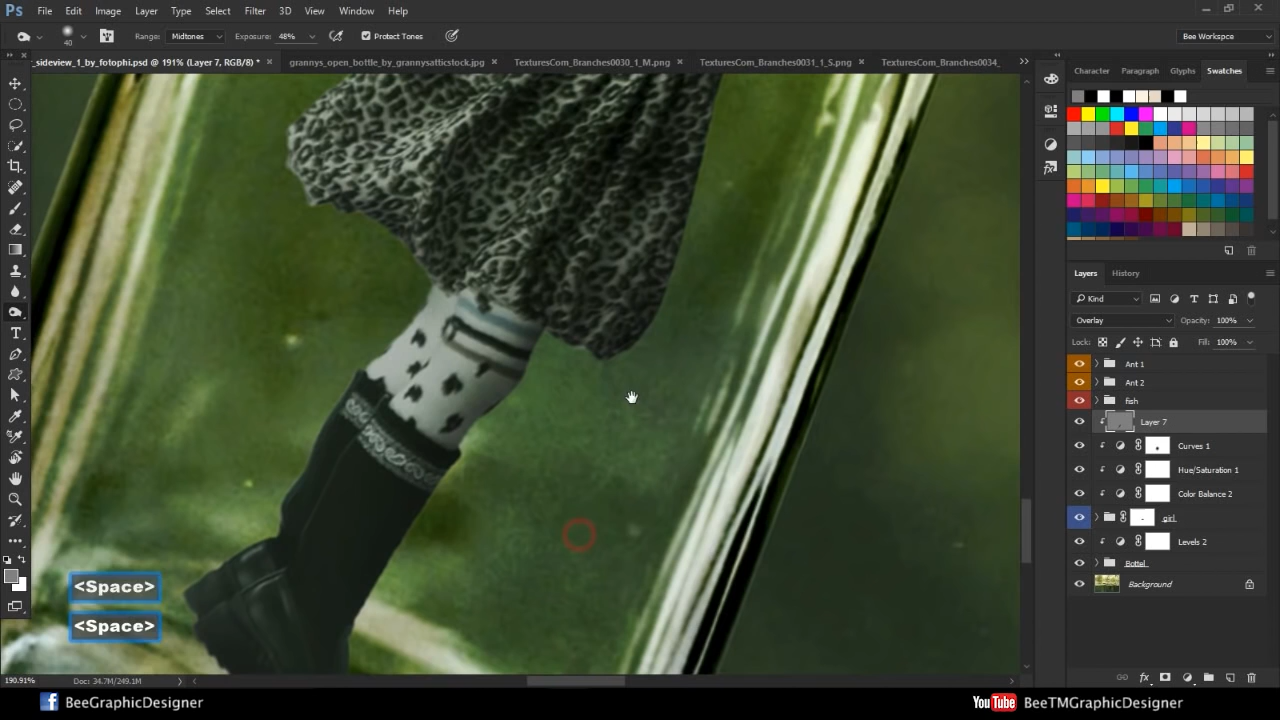 Ps File Edit Image Layer Type Select Filter 3D View Window Help
40 Range: Midtones Exposure: 48% Protect Tones Bee Workspce
_sideview_1_by_fotophi.psd @ 191% (Layer 7, RGB/8) * × grannys_open_bottle_by_grannysatticstock.jpg × TexturesCom_Branches0030_1_M.png × TexturesCom_Branches0031_1_S.png × TexturesCom_Branches0034_
Character Paragraph Glyphs Swatches
Layers History
Kind
Overlay Opacity: 100%
Lock: Fill: 100%
Ant 1
Ant 2
fish
Layer 7
Curves 1
Hue/Saturation 1
Color Balance 2
girl
Levels 2
Bottel
Background
<Space>
<Space>
190.91% Doc: 34.7M/249.1M
BeeGraphicDesigner
YouTube BeeTMGraphicDesigner